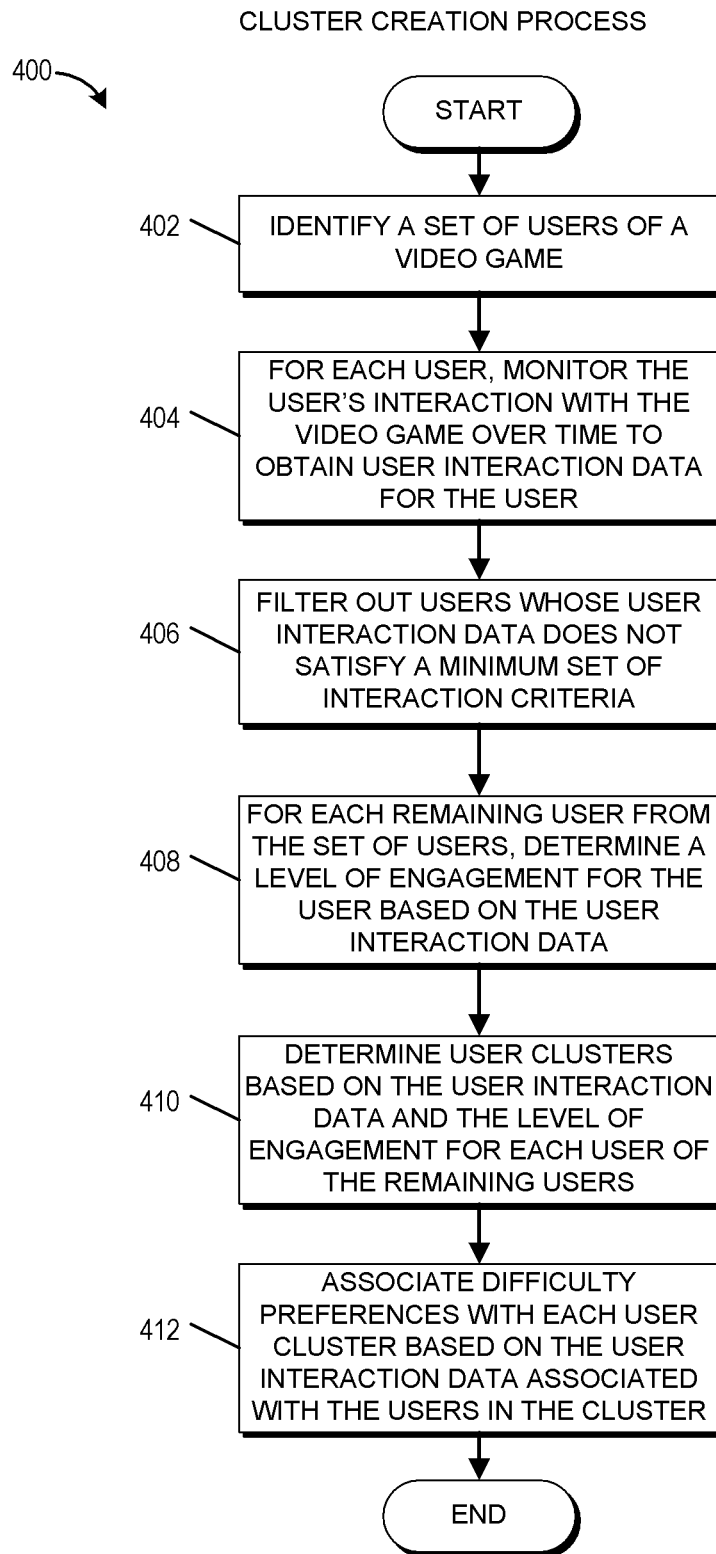 CLUSTER CREATION PROCESS
400
START
402
IDENTIFY A SET OF USERS OF A
VIDEO GAME
404
FOR EACH USER, MONITOR THE
USER'S INTERACTION WITH THE
VIDEO GAME OVER TIME TO
OBTAIN USER INTERACTION DATA
FOR THE USER
406
FILTER OUT USERS WHOSE USER
INTERACTION DATA DOES NOT
SATISFY A MINIMUM SET OF
INTERACTION CRITERIA
408
FOR EACH REMAINING USER FROM
THE SET OF USERS, DETERMINE A
LEVEL OF ENGAGEMENT FOR THE
USER BASED ON THE USER
INTERACTION DATA
410
DETERMINE USER CLUSTERS
BASED ON THE USER INTERACTION
DATA AND THE LEVEL OF
ENGAGEMENT FOR EACH USER OF
THE REMAINING USERS
412
ASSOCIATE DIFFICULTY
PREFERENCES WITH EACH USER
CLUSTER BASED ON THE USER
INTERACTION DATA ASSOCIATED
WITH THE USERS IN THE CLUSTER
END